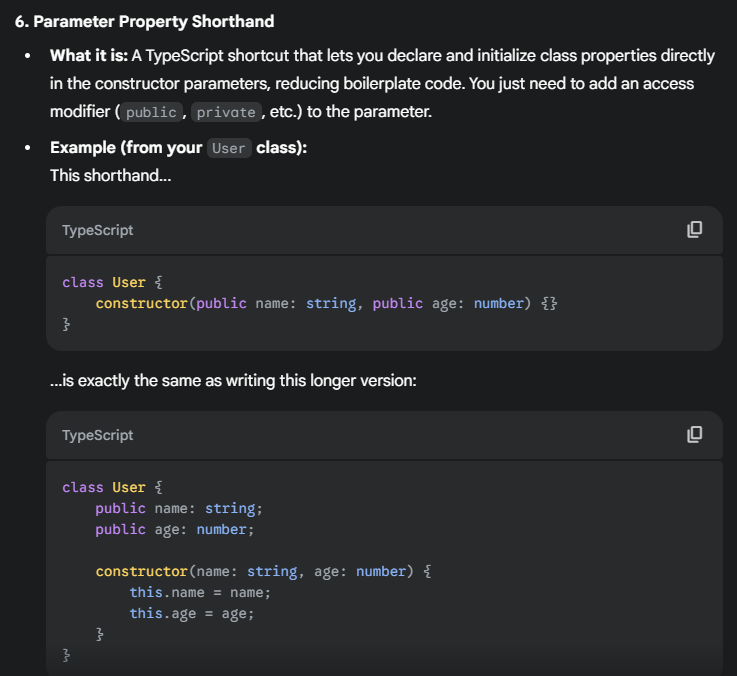 6. Parameter Property Shorthand
• What it is: A TypeScript shortcut that lets you declare and initialize class properties directly
in the constructor parameters, reducing boilerplate code. You just need to add an access
modifier (public, private, etc.) to the parameter.
• Example (from your User class):
This shorthand...
TypeScript
class User {
    constructor(public name: string, public age: number) {}
}
...is exactly the same as writing this longer version:
TypeScript
class User {
    public name: string;
    public age: number;

    constructor(name: string, age: number) {
        this.name = name;
        this.age = age;
    }
}